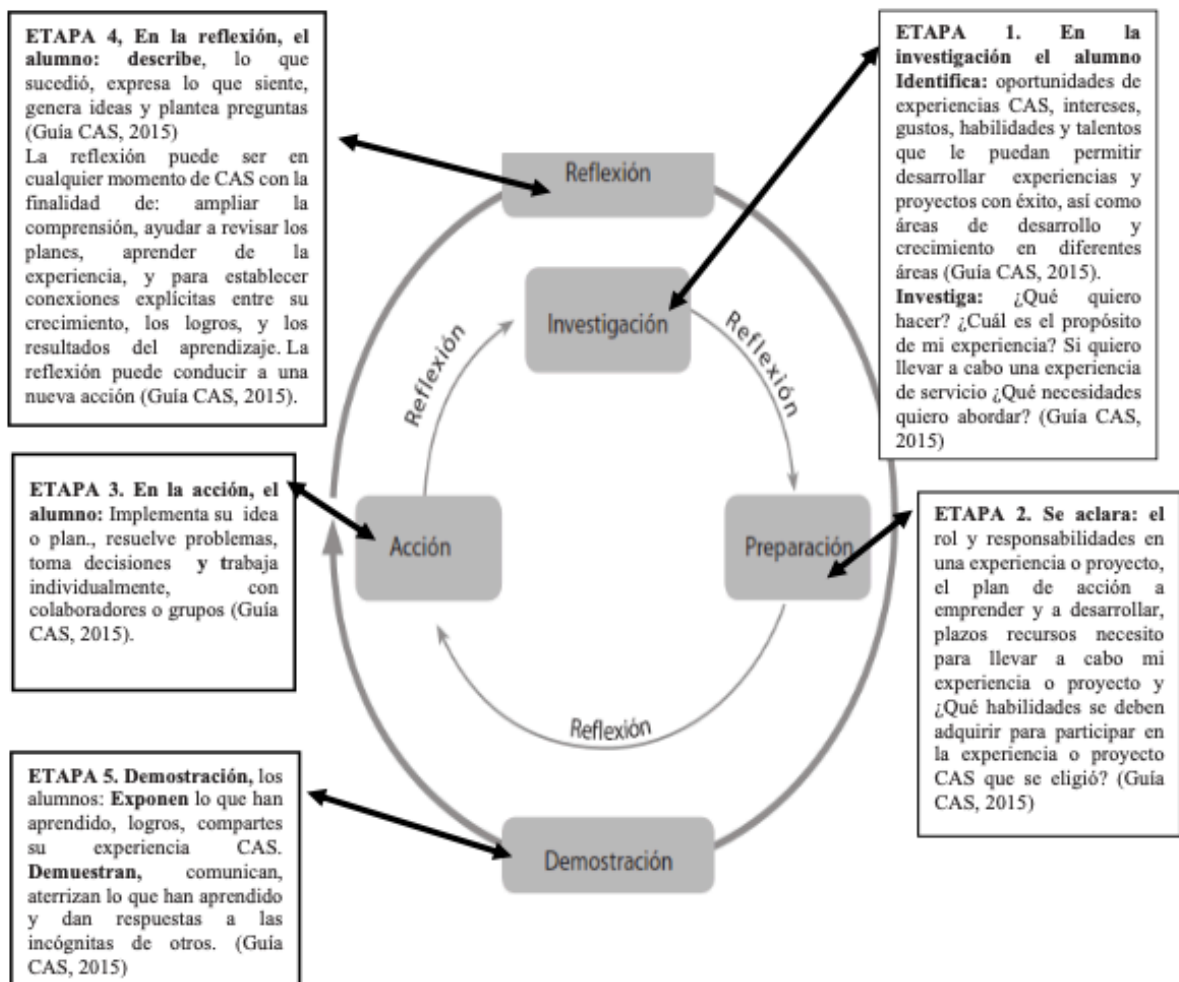 ETAPA 4, En la reflexión, el
alumno: describe, lo que
sucedió, expresa lo que siente,
genera ideas y plantea preguntas
(Guía CAS, 2015)
La reflexión puede ser en
cualquier momento de CAS con la
finalidad de: ampliar la
comprensión, ayudar a revisar los
planes, aprender de la
experiencia, y para establecer
conexiones explícitas entre su
crecimiento, los logros, y los
resultados del aprendizaje. La
reflexión puede conducir a una
nueva acción (Guía CAS, 2015).
ETAPA 1. En la
investigación el alumno
Identifica: oportunidades de
experiencias CAS, intereses,
gustos, habilidades y talentos
que le puedan permitir
desarrollar experiencias y
proyectos con éxito, así como
áreas de desarrollo y
crecimiento en diferentes
áreas (Guía CAS, 2015).
Investiga: ¿Qué quiero
hacer? ¿Cuál es el propósito
de mi experiencia? Si quiero
llevar a cabo una experiencia
de servicio ¿Qué necesidades
quiero abordar? (Guía CAS,
2015)
Reflexión
Investigación
Reflexión
Reflexión
ETAPA 3. En la acción, el
alumno: Implementa su idea
o plan., resuelve problemas,
toma decisiones y trabaja
individualmente, con
colaboradores o grupos (Guía
CAS, 2015).
Acción
Preparación
ETAPA 2. Se aclara: el
rol y responsabilidades en
una experiencia o proyecto,
el plan de acción a
emprender y a desarrollar,
plazos recursos necesito
para llevar a cabo mi
experiencia o proyecto y
¿Qué habilidades se deben
adquirir para participar en
la experiencia o proyecto
CAS que se eligió? (Guía
CAS, 2015)
Reflexión
ETAPA 5. Demostración, los
alumnos: Exponen lo que han
aprendido, logros, compartes
su experiencia CAS.
Demuestran, comunican,
aterrizan lo que han aprendido
y dan respuestas a las
incógnitas de otros. (Guía
CAS, 2015)
Demostración